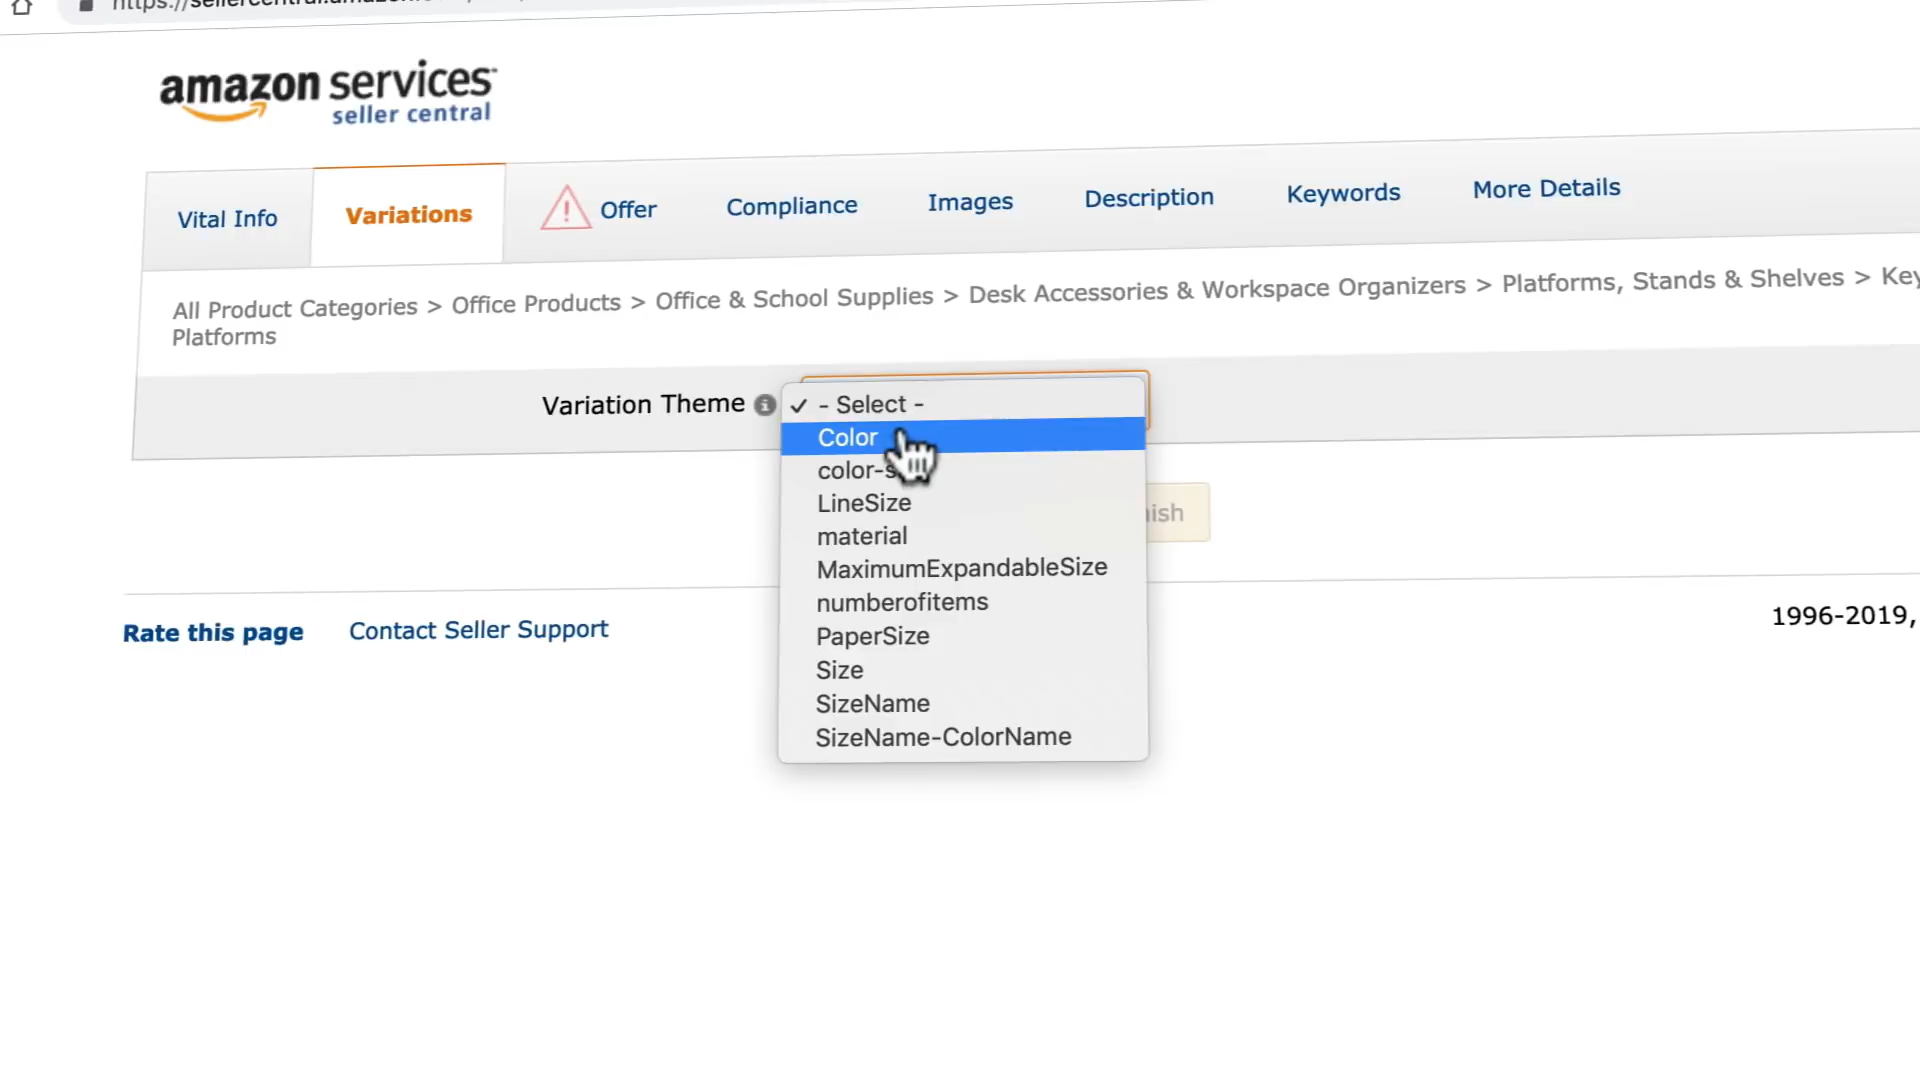 amazon services
seller central
Vital Info
Variations
Offer
Compliance
Images
Description
Keywords
More Details
All Product Categories > Office Products > Office & School Supplies > Desk Accessories & Workspace Organizers > Platforms, Stands & Shelves >
Platforms
Variation Theme
✓ - Select -
Color
LineSize
material
MaximumExpandableSize
numberofitems
PaperSize
Size
SizeName
SizeName-ColorName
Rate this page
Contact Seller Support
1996-2019,